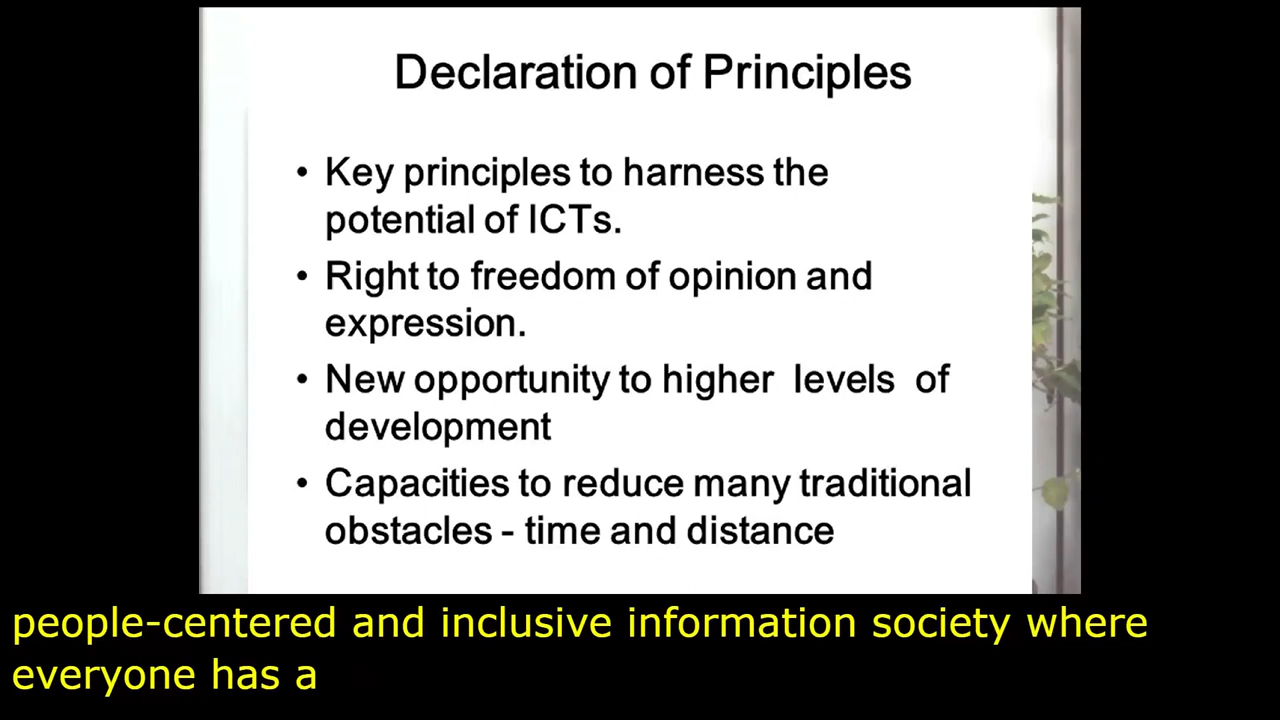 Declaration of Principles
• Key principles to harness the
potential of ICTs.
• Right to freedom of opinion and
expression.
• New opportunity to higher levels of
development
• Capacities to reduce many traditional
obstacles - time and distance
people-centered and inclusive information society where
everyone has a